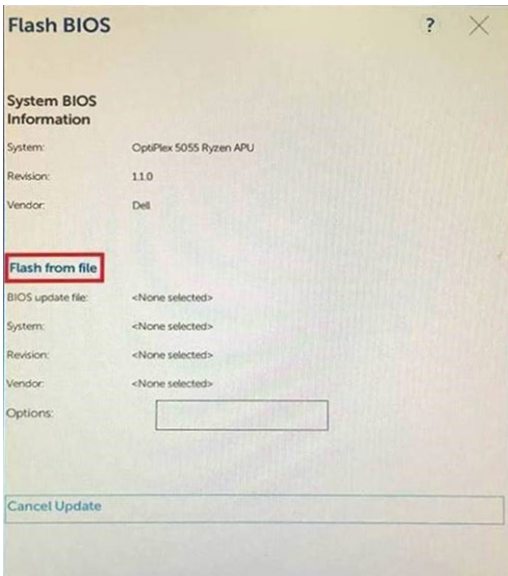 Flash BIOS ?
System BIOS
Information
System: OptiPlex 5055 Ryzen APU
Revision: 1.1.0
Vendor: Dell
Flash from file
BIOS update file: <None selected>
System: <None selected>
Revision: <None selected>
Vendor: <None selected>
Options:
Cancel Update